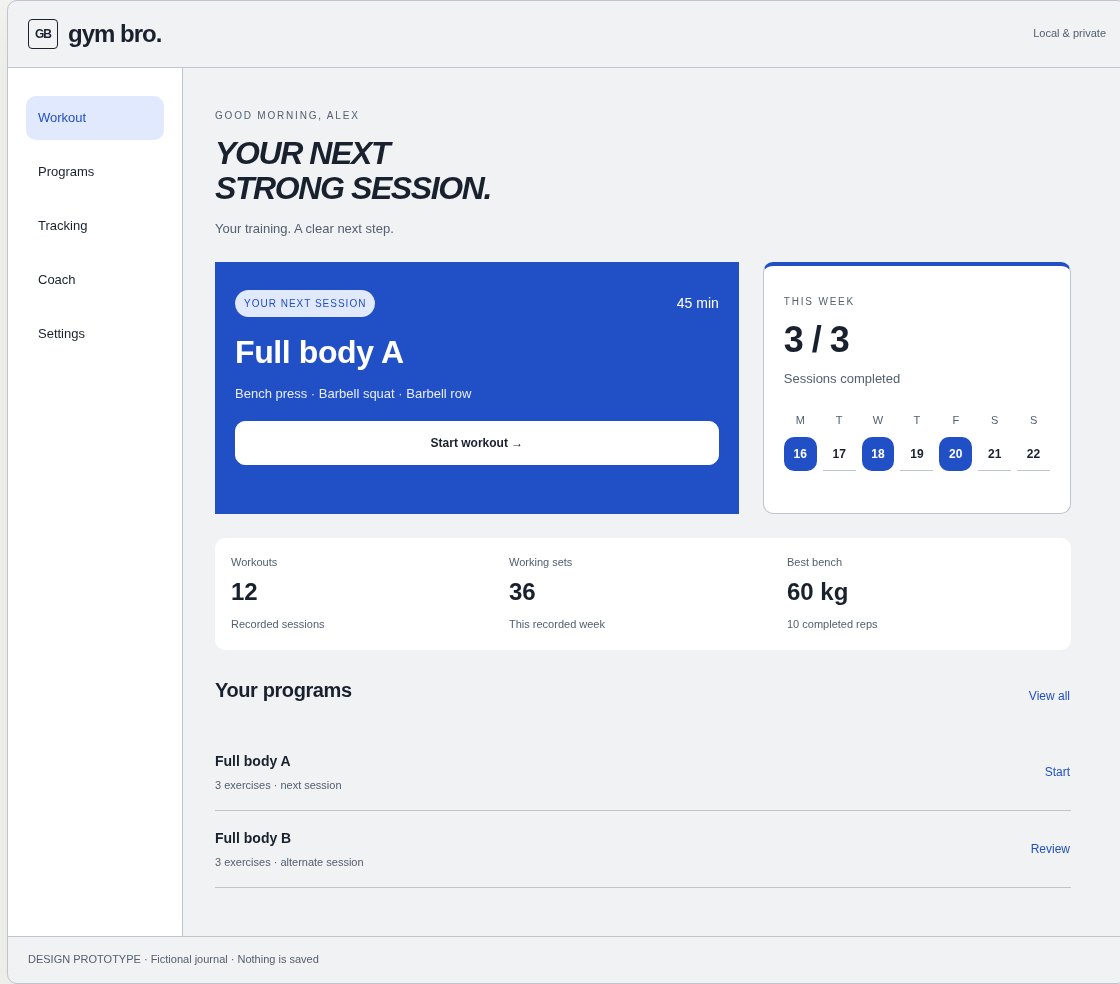 GB gym bro.
Local & private
Workout
Programs
Tracking
Coach
Settings
GOOD MORNING, ALEX
YOUR NEXT
STRONG SESSION.
Your training. A clear next step.
YOUR NEXT SESSION
45 min
Full body A
Bench press · Barbell squat · Barbell row
Start workout →
THIS WEEK
3 / 3
Sessions completed
M T W T F S S
16 17 18 19 20 21 22
Workouts
12
Recorded sessions
Working sets
36
This recorded week
Best bench
60 kg
10 completed reps
Your programs
View all
Full body A
3 exercises · next session
Start
Full body B
3 exercises · alternate session
Review
DESIGN PROTOTYPE · Fictional journal · Nothing is saved